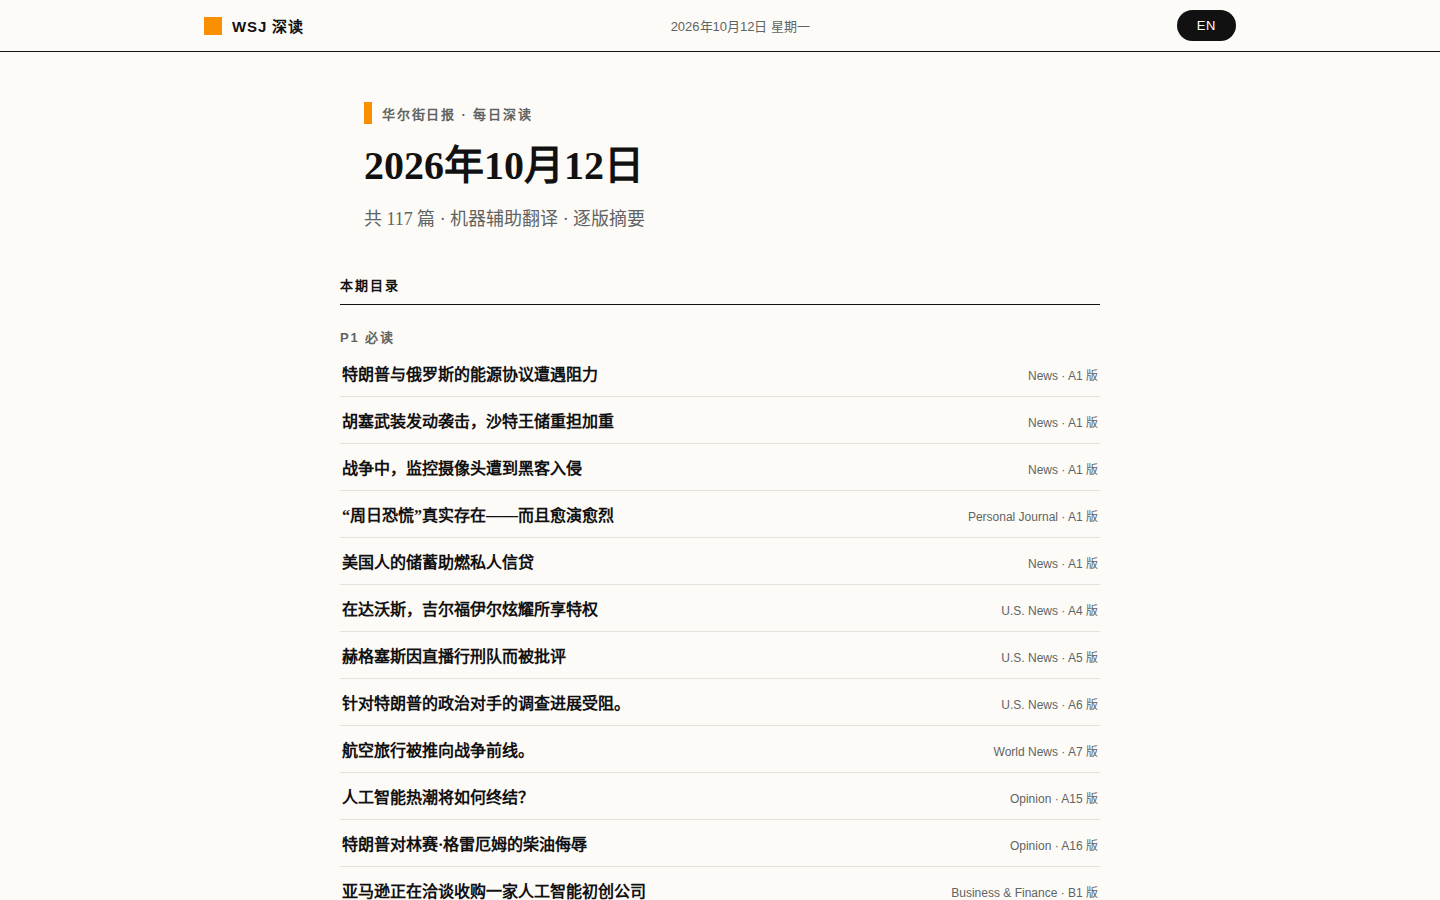 WSJ 深读
2026年10月12日 星期一
EN
华尔街日报 · 每日深读
2026年10月12日
共 117 篇 · 机器辅助翻译 · 逐版摘要
本期目录
P1 必读
特朗普与俄罗斯的能源协议遭遇阻力 News · A1 版
胡塞武装发动袭击，沙特王储重担加重 News · A1 版
战争中，监控摄像头遭到黑客入侵 News · A1 版
“周日恐慌”真实存在——而且愈演愈烈 Personal Journal · A1 版
美国人的储蓄助燃私人信贷 News · A1 版
在达沃斯，吉尔福伊尔炫耀所享特权 U.S. News · A4 版
赫格塞斯因直播行刑队而被批评 U.S. News · A5 版
针对特朗普的政治对手的调查进展受阻。 U.S. News · A6 版
航空旅行被推向战争前线。 World News · A7 版
人工智能热潮将如何终结？ Opinion · A15 版
特朗普对林赛·格雷厄姆的柴油侮辱 Opinion · A16 版
亚马逊正在洽谈收购一家人工智能初创公司 Business & Finance · B1 版